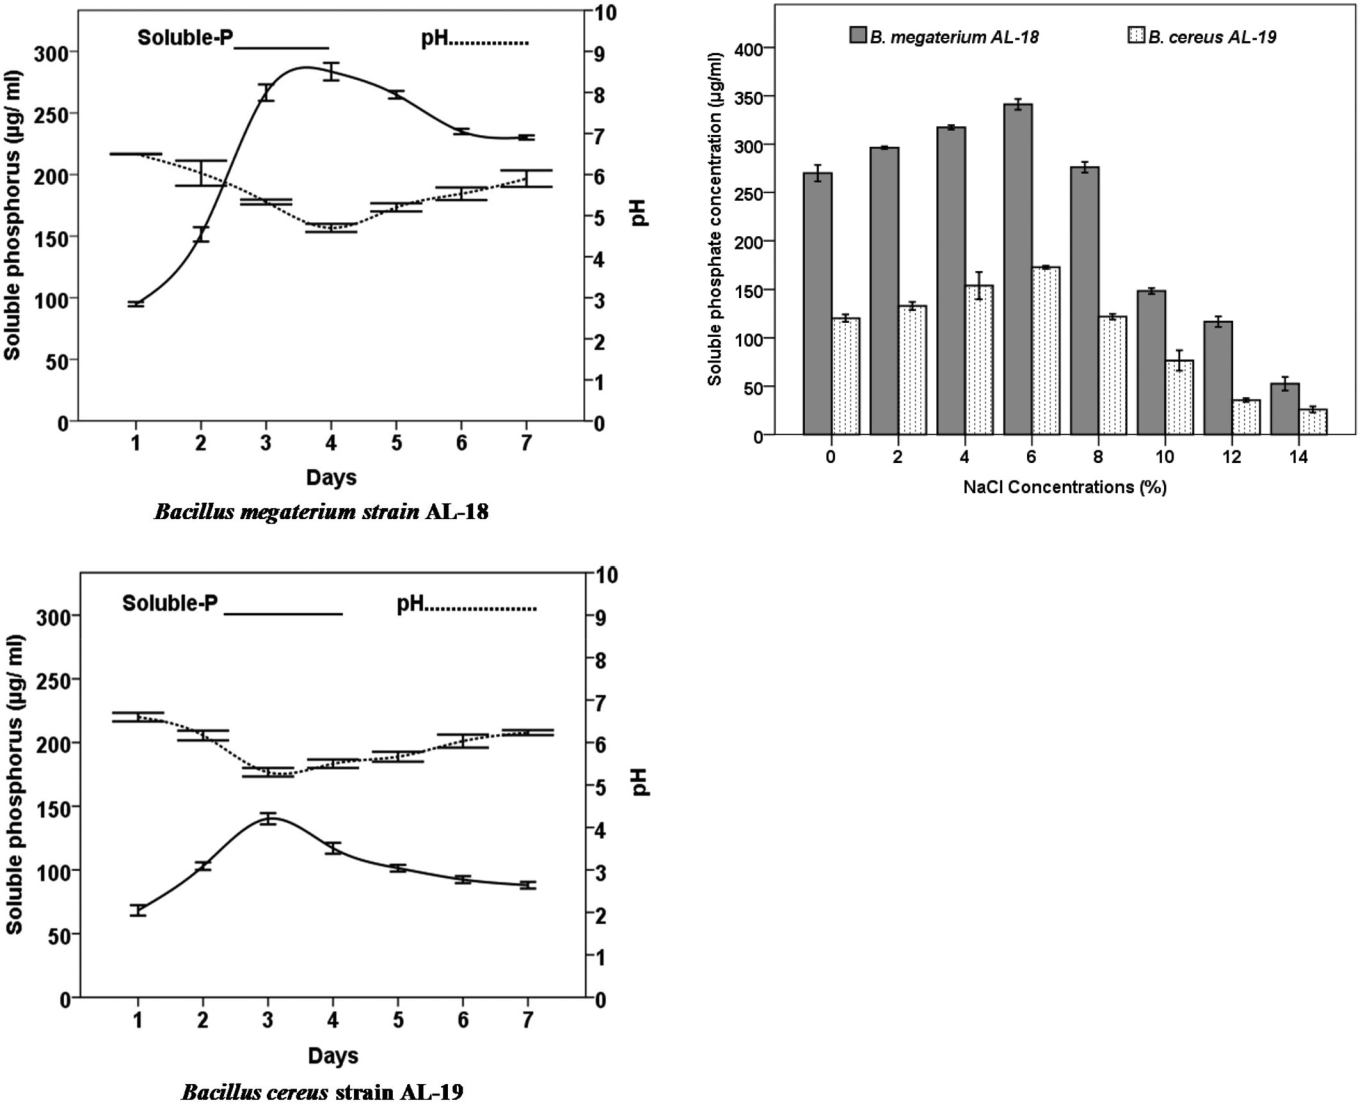 Soluble-P
pH
Soluble phosphorus (µg/ ml)
300
250
200
150
100
50
0
10
9
8
7
6
5
4
3
2
1
0
pH
1 2 3 4 5 6 7
Days
Bacillus megaterium strain AL-18
B. megaterium AL-18
B. cereus AL-19
Soluble phosphate concentration (µg/ml)
400
350
300
250
200
150
100
50
0
0 2 4 6 8 10 12 14
NaCl Concentrations (%)
Soluble-P
pH
Soluble phosphorus (µg/ ml)
300
250
200
150
100
50
0
10
9
8
7
6
5
4
3
2
1
0
pH
1 2 3 4 5 6 7
Days
Bacillus cereus strain AL-19